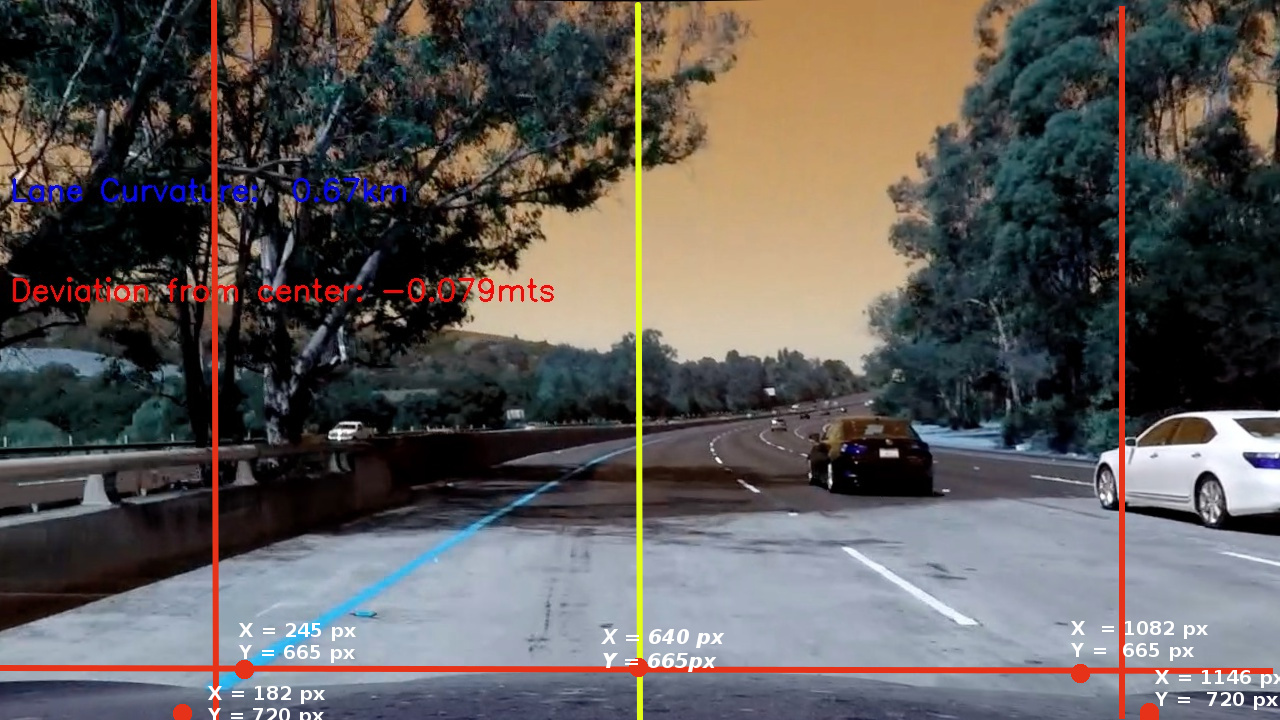 Lane Curvature: 0.67km
Deviation from center: -0.079mts
X = 245 px
Y = 665 px
X = 640 px
Y = 665px
X = 1082 px
Y = 665 px
X = 182 px
Y = 720 px
X = 1146 px
Y = 720 px